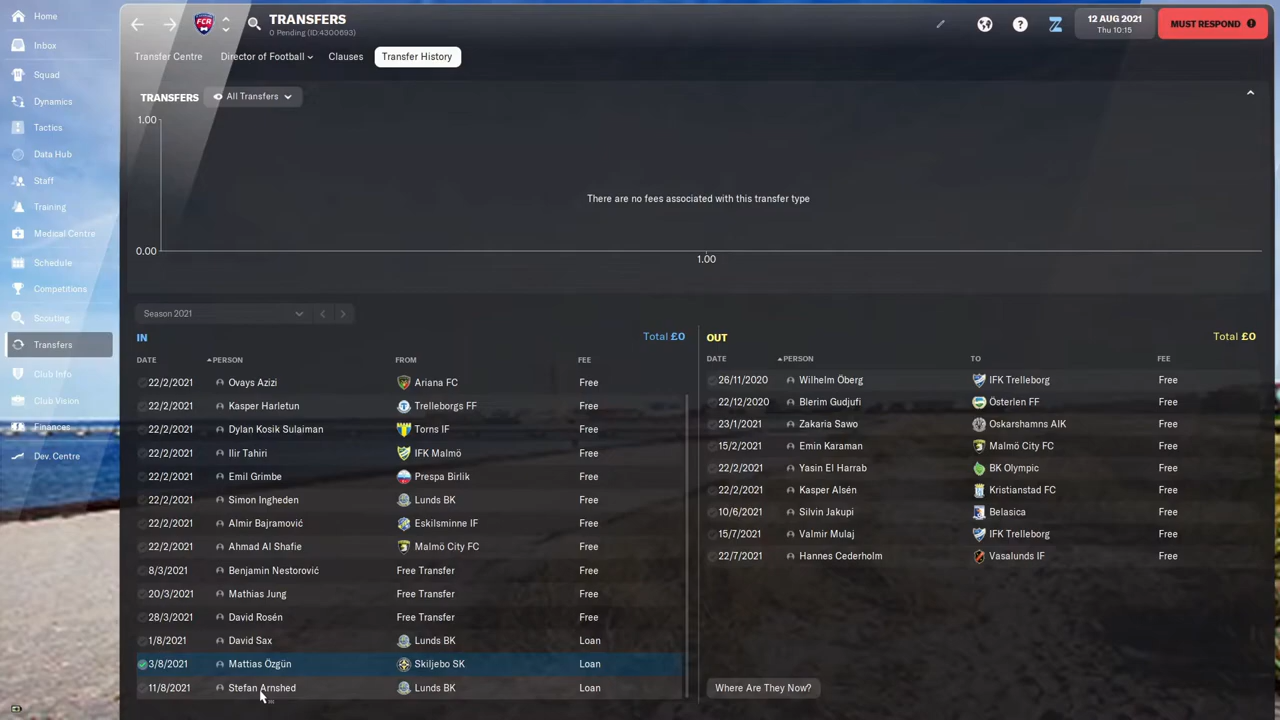 Home
Inbox
Squad
Dynamics
Tactics
Data Hub
Staff
Training
Medical Centre
Schedule
Competitions
Scouting
Transfers
Club Info
Club Vision
Finances
Dev. Centre
FCR
TRANSFERS
0 Pending (ID:4300693)
12 AUG 2021
Thu 10:15
MUST RESPOND
Transfer Centre
Director of Football
Clauses
Transfer History
TRANSFERS
All Transfers
1.00
There are no fees associated with this transfer type
0.00
1.00
Season 2021
IN
Total £0
DATE PERSON FROM FEE
22/2/2021 Ovays Azizi Ariana FC Free
22/2/2021 Kasper Harletun Trelleborgs FF Free
22/2/2021 Dylan Kosik Sulaiman Torns IF Free
22/2/2021 Ilir Tahiri IFK Malmö Free
22/2/2021 Emil Grimbe Prespa Birlik Free
22/2/2021 Simon Ingheden Lunds BK Free
22/2/2021 Almir Bajramović Eskilsminne IF Free
22/2/2021 Ahmad Al Shafie Malmö City FC Free
8/3/2021 Benjamin Nestorović Free Transfer Free
20/3/2021 Mathias Jung Free Transfer Free
28/3/2021 David Rosén Free Transfer Free
1/8/2021 David Sax Lunds BK Loan
3/8/2021 Mattias Özgün Skiljebo SK Loan
11/8/2021 Stefan Arnshed Lunds BK Loan
OUT
Total £0
DATE PERSON TO FEE
26/11/2020 Wilhelm Öberg IFK Trelleborg Free
22/12/2020 Blerim Gudjufi Österlen FF Free
23/1/2021 Zakaria Sawo Oskarshamns AIK Free
15/2/2021 Emin Karaman Malmö City FC Free
22/2/2021 Yasin El Harrab BK Olympic Free
22/2/2021 Kasper Alsén Kristianstad FC Free
10/6/2021 Silvin Jakupi Belasica Free
15/7/2021 Valmir Mulaj IFK Trelleborg Free
22/7/2021 Hannes Cederholm Vasalunds IF Free
Where Are They Now?